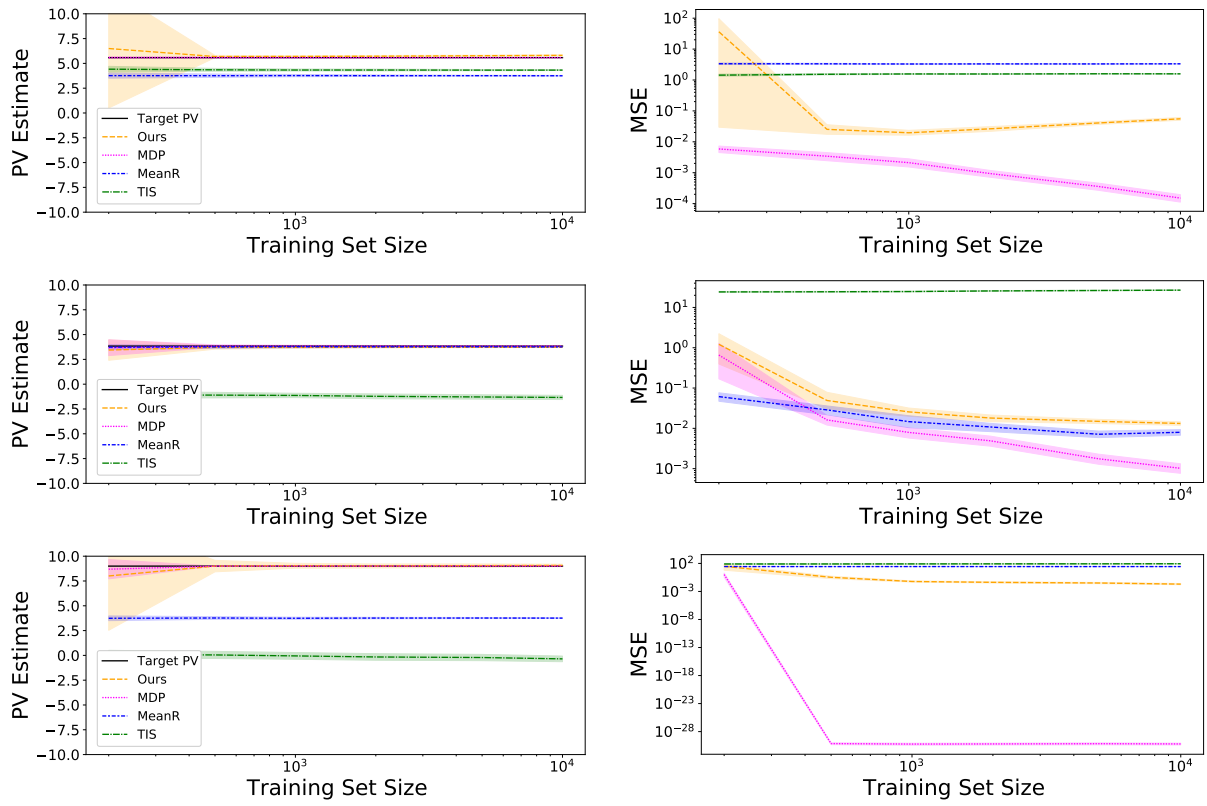 PV Estimate
10.0
7.5
5.0
2.5
0.0
−2.5
−5.0
−7.5
−10.0
Target PV
Ours
MDP
MeanR
TIS
10³
10⁴
Training Set Size
MSE
10²
10¹
10⁰
10⁻¹
10⁻²
10⁻³
10⁻⁴
10³
10⁴
Training Set Size
PV Estimate
10.0
7.5
5.0
2.5
0.0
−2.5
−5.0
−7.5
−10.0
Target PV
Ours
MDP
MeanR
TIS
10³
10⁴
Training Set Size
MSE
10¹
10⁰
10⁻¹
10⁻²
10⁻³
10³
10⁴
Training Set Size
PV Estimate
10.0
7.5
5.0
2.5
0.0
−2.5
−5.0
−7.5
−10.0
Target PV
Ours
MDP
MeanR
TIS
10³
10⁴
Training Set Size
MSE
10²
10⁻³
10⁻⁸
10⁻¹³
10⁻¹⁸
10⁻²³
10⁻²⁸
10³
10⁴
Training Set Size